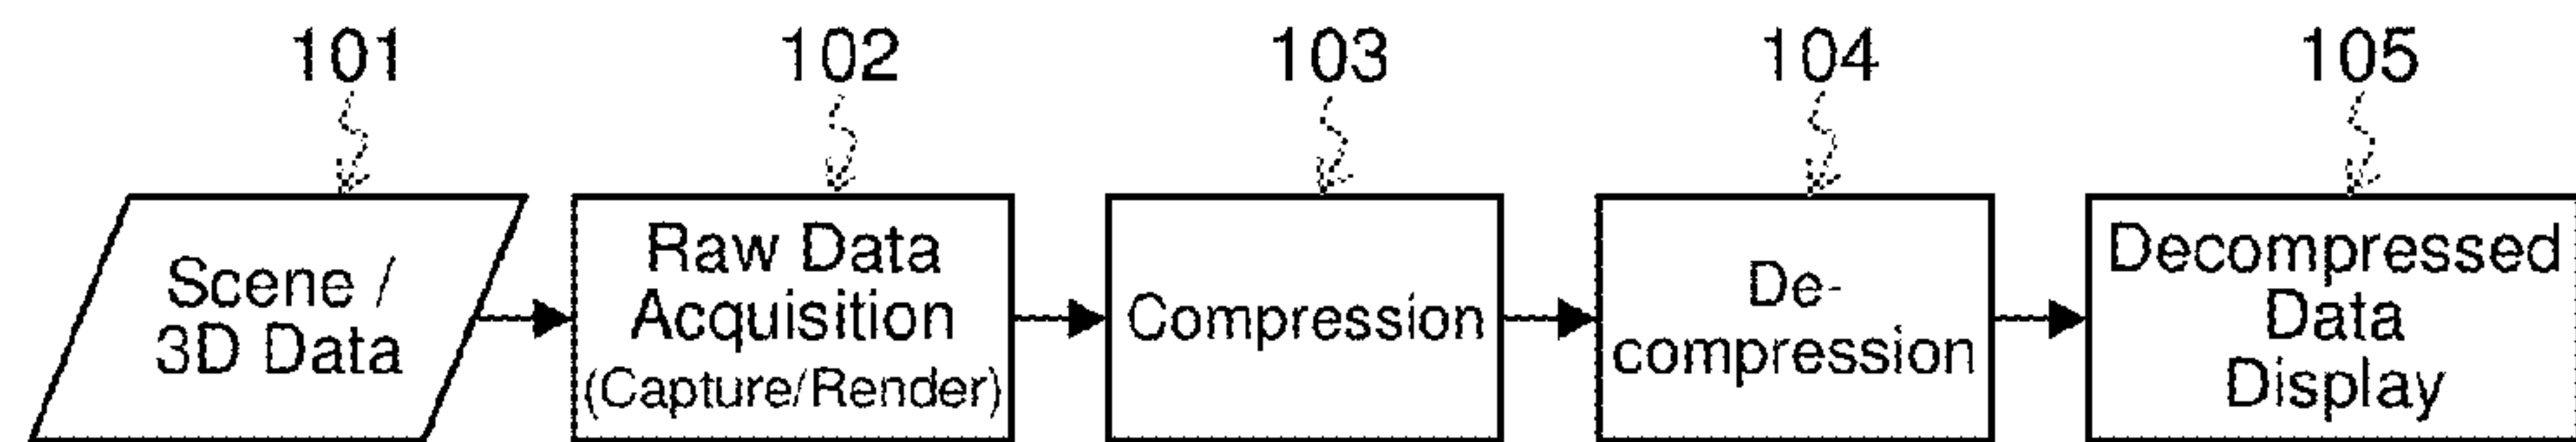 101
102
103
104
105
Scene /
3D Data
Raw Data
Acquisition
(Capture/Render)
Compression
De-
compression
Decompressed
Data
Display